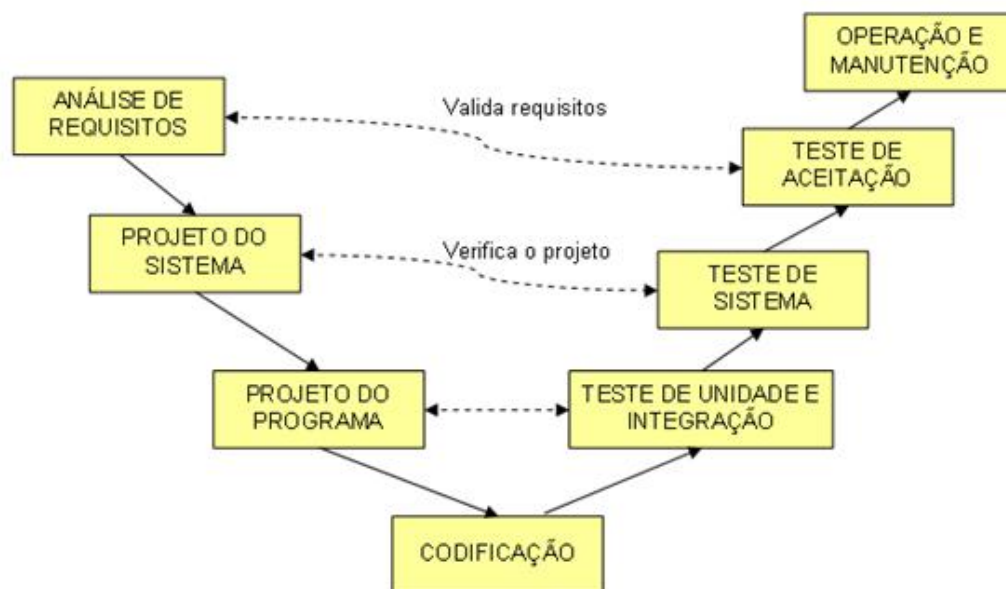 OPERAÇÃO E
MANUTENÇÃO
ANÁLISE DE
REQUISITOS
Valida requisitos
TESTE DE
ACEITAÇÃO
PROJETO DO
SISTEMA
Verifica o projeto
TESTE DE
SISTEMA
PROJETO DO
PROGRAMA
TESTE DE UNIDADE E
INTEGRAÇÃO
CODIFICAÇÃO